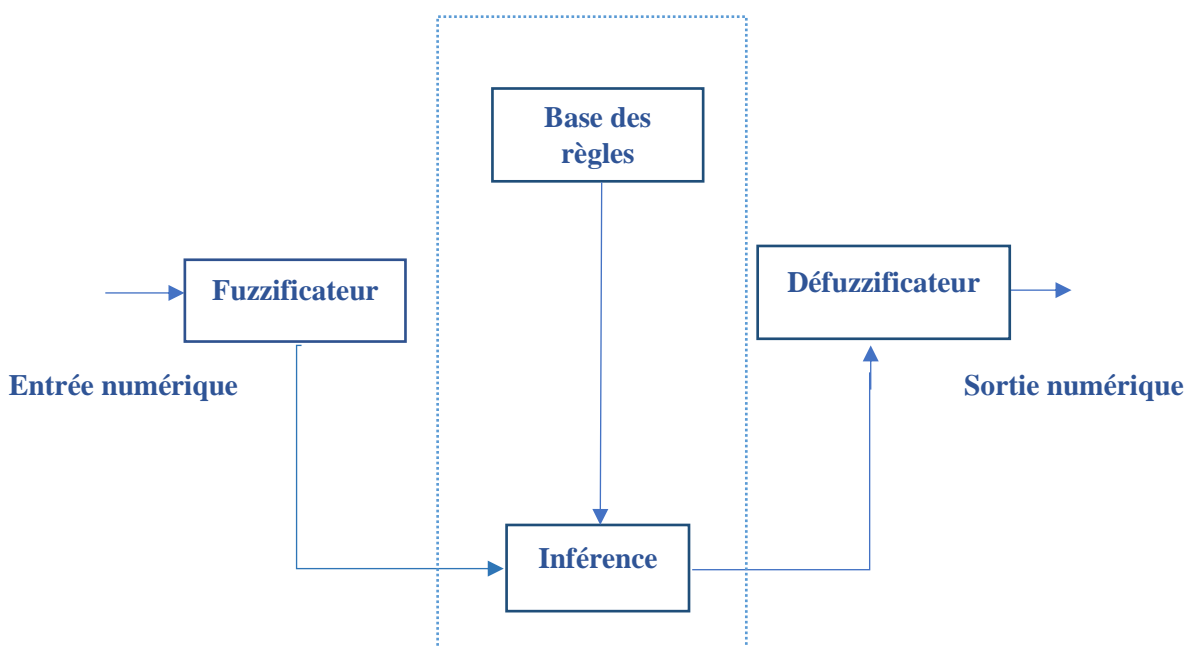 Base des
règles
Fuzzificateur
Défuzzificateur
Entrée numérique
Sortie numérique
Inférence